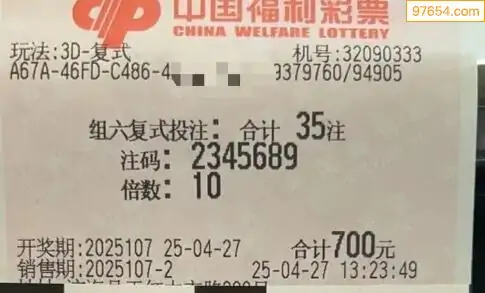 97654.com
中国福利彩票
CHINA WELFARE LOTTERY
玩法:3D-复式 机号:32090333
A67A-46FD-C486-4 9379760/94905
组六复式投注: 合计 35注
注码: 2345689
倍数: 10
开奖期:2025107 25-04-27 合计700元
销售期:2025107-2 25-04-27 13:23:49